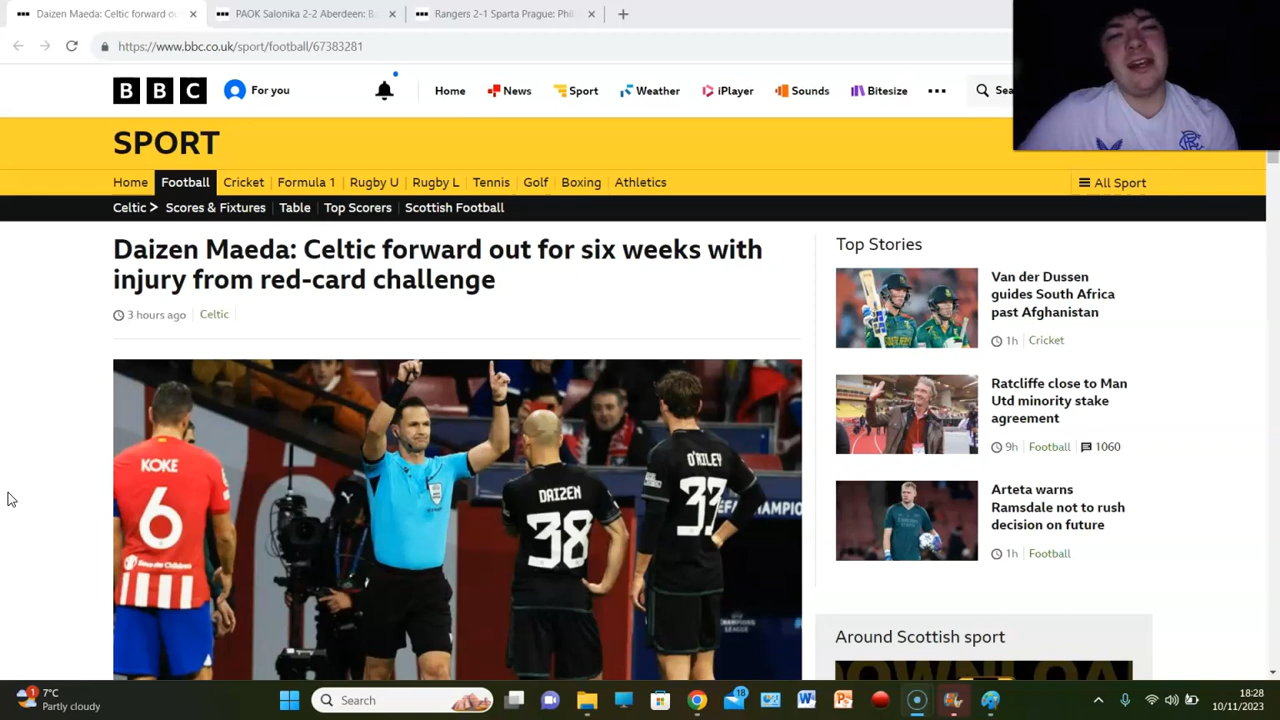 Daizen Maeda: Celtic forward ou
PAOK Salonika 2-2 Aberdeen: B
Rangers 2-1 Sparta Prague: Phil
https://www.bbc.co.uk/sport/football/67383281
BBC
For you
Home
News
Sport
Weather
iPlayer
Sounds
Bitesize
Sea
SPORT
Home
Football
Cricket
Formula 1
Rugby U
Rugby L
Tennis
Golf
Boxing
Athletics
All Sport
Celtic
Scores & Fixtures
Table
Top Scorers
Scottish Football
Daizen Maeda: Celtic forward out for six weeks with
injury from red-card challenge
3 hours ago
Celtic
KOKE
6
DAIZEN
38
O'RILEY
33
Top Stories
Van der Dussen
guides South Africa
past Afghanistan
1h
Cricket
Ratcliffe close to Man
Utd minority stake
agreement
9h
Football
1060
Arteta warns
Ramsdale not to rush
decision on future
1h
Football
Around Scottish sport
DOWNLOA
1
7°C
Partly cloudy
Search
18
18:28
10/11/2023